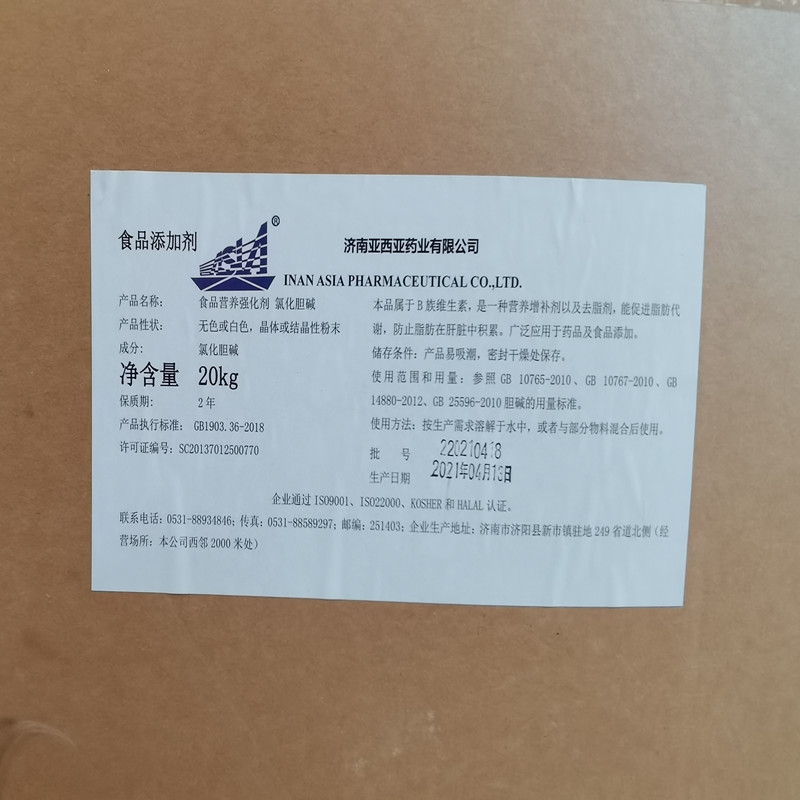 食品添加剂
®
济南亚西亚药业有限公司
INAN ASIA PHARMACEUTICAL CO.,LTD.
产品名称: 食品营养强化剂 氯化胆碱
产品性状: 无色或白色，晶体或结晶性粉末
成分: 氯化胆碱
净含量 20kg
保质期: 2年
产品执行标准: GB1903.36-2018
许可证编号: SC20137012500770
本品属于B族维生素，是一种营养增补剂以及去脂剂，能促进脂肪代
谢，防止脂肪在肝脏中积累。广泛应用于药品及食品添加。
储存条件: 产品易吸潮，密封干燥处保存。
使用范围和用量: 参照 GB 10765-2010、GB 10767-2010、GB
14880-2012、GB 25596-2010 胆碱的用量标准。
使用方法: 按生产需求溶解于水中，或者与部分物料混合后使用。
批 号 220210418
生产日期 2021年04月18日
企业通过 ISO9001、ISO22000、KOSHER 和 HALAL 认证。
联系电话: 0531-88934846; 传真: 0531-88589297; 邮编: 251403; 企业生产地址: 济南市济阳县新市镇驻地 249 省道北侧（经
营场所: 本公司西邻 2000 米处）